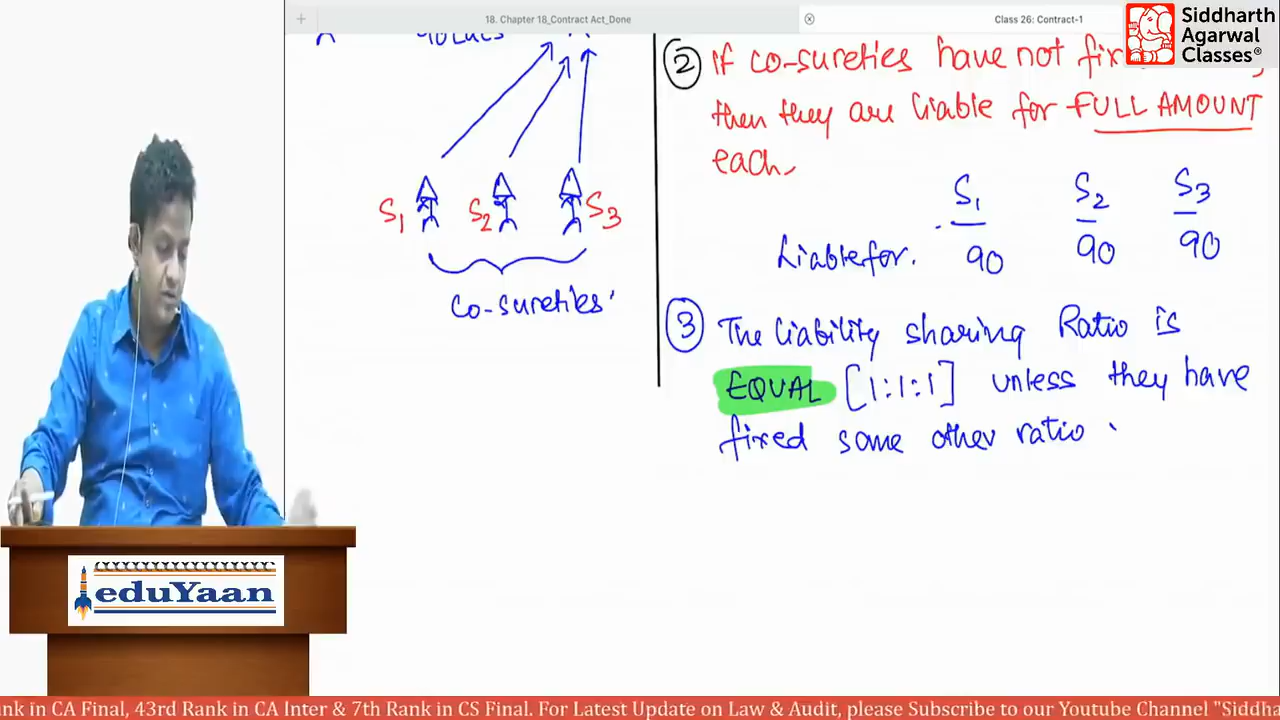 18. Chapter 18_Contract Act_Done
Class 26: Contract-1
Siddharth
Agarwal
Classes®
S1
S2
S3
Co-sureties
2
If co-sureties have not
then they are liable for FULL AMOUNT
each.
S1 S2 S3
Liable for. 90 90 90
3
The liability sharing Ratio is
EQUAL [1:1:1] unless they have
fixed some other ratio
eduYaan
nk in CA Final, 43rd Rank in CA Inter & 7th Rank in CS Final. For Latest Update on Law & Audit, please Subscribe to our Youtube Channel "Siddha